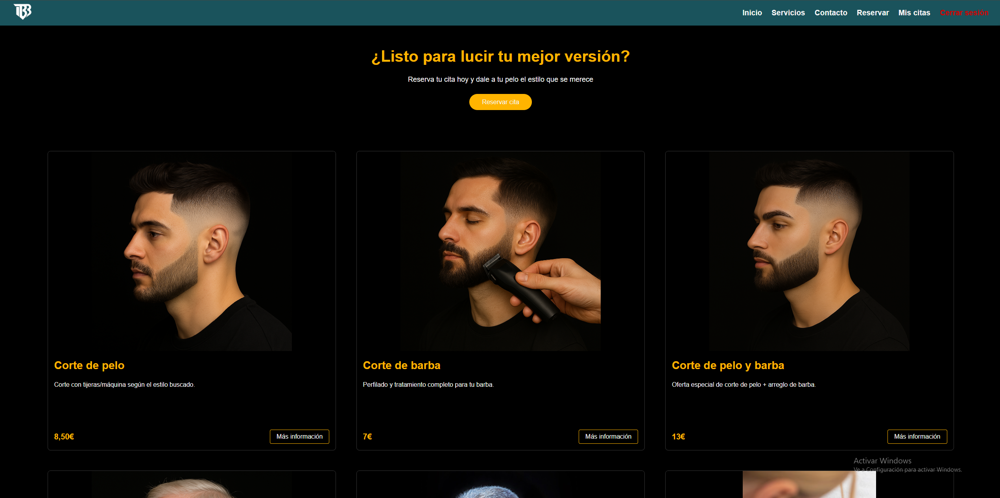 IBB
Inicio Servicios Contacto Reservar Mis citas Cerrar sesión
¿Listo para lucir tu mejor versión?
Reserva tu cita hoy y dale a tu pelo el estilo que se merece
Reservar cita
Corte de pelo
Corte con tijeras/máquina según el estilo buscado.
8,50€
Más información
Corte de barba
Perfilado y tratamiento completo para tu barba.
7€
Más información
Corte de pelo y barba
Oferta especial de corte de pelo + arreglo de barba.
13€
Más información
Activar Windows
Ve a Configuración para activar Windows.